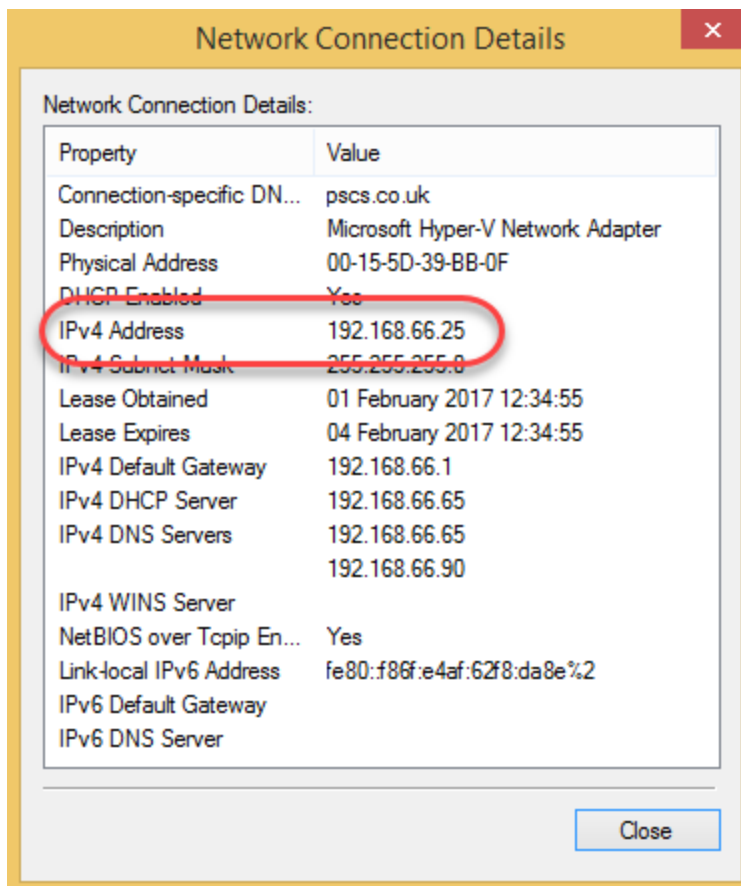 Network Connection Details
Network Connection Details:
Property Value
Connection-specific DN... pscs.co.uk
Description Microsoft Hyper-V Network Adapter
Physical Address 00-15-5D-39-BB-0F
DHCP Enabled Yes
IPv4 Address 192.168.66.25
IPv4 Subnet Mask 255.255.255.0
Lease Obtained 01 February 2017 12:34:55
Lease Expires 04 February 2017 12:34:55
IPv4 Default Gateway 192.168.66.1
IPv4 DHCP Server 192.168.66.65
IPv4 DNS Servers 192.168.66.65
192.168.66.90
IPv4 WINS Server
NetBIOS over Tcpip En... Yes
Link-local IPv6 Address fe80::f86f:e4af:62f8:da8e%2
IPv6 Default Gateway
IPv6 DNS Server
Close